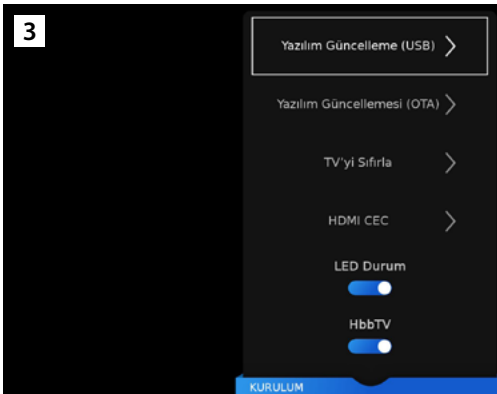 3
Yazılım Güncelleme (USB)
Yazılım Güncellemesi (OTA)
TV'yi Sıfırla
HDMI CEC
LED Durum
HbbTV
KURULUM